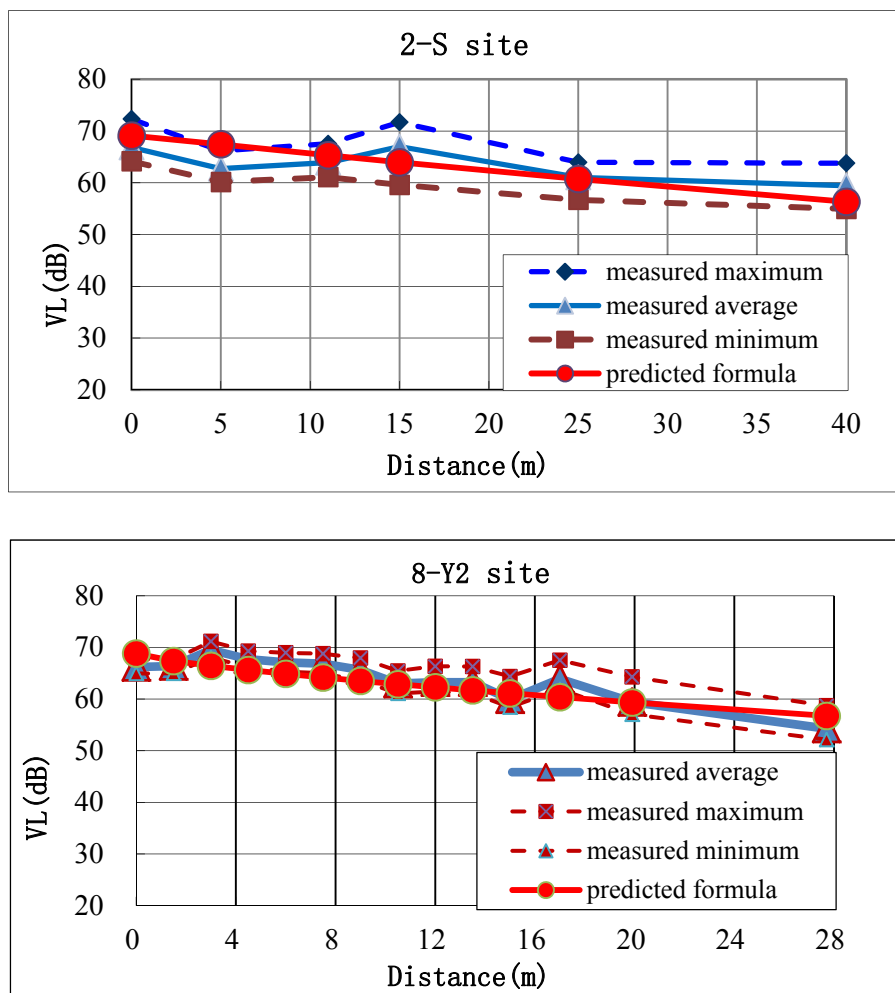 2-S site
80
70
60
50
40
30
20
VL(dB)
measured maximum
measured average
measured minimum
predicted formula
0 5 10 15 20 25 30 35 40
Distance(m)
8-Y2 site
80
70
60
50
40
30
20
VL(dB)
measured average
measured maximum
measured minimum
predicted formula
0 4 8 12 16 20 24 28
Distance(m)